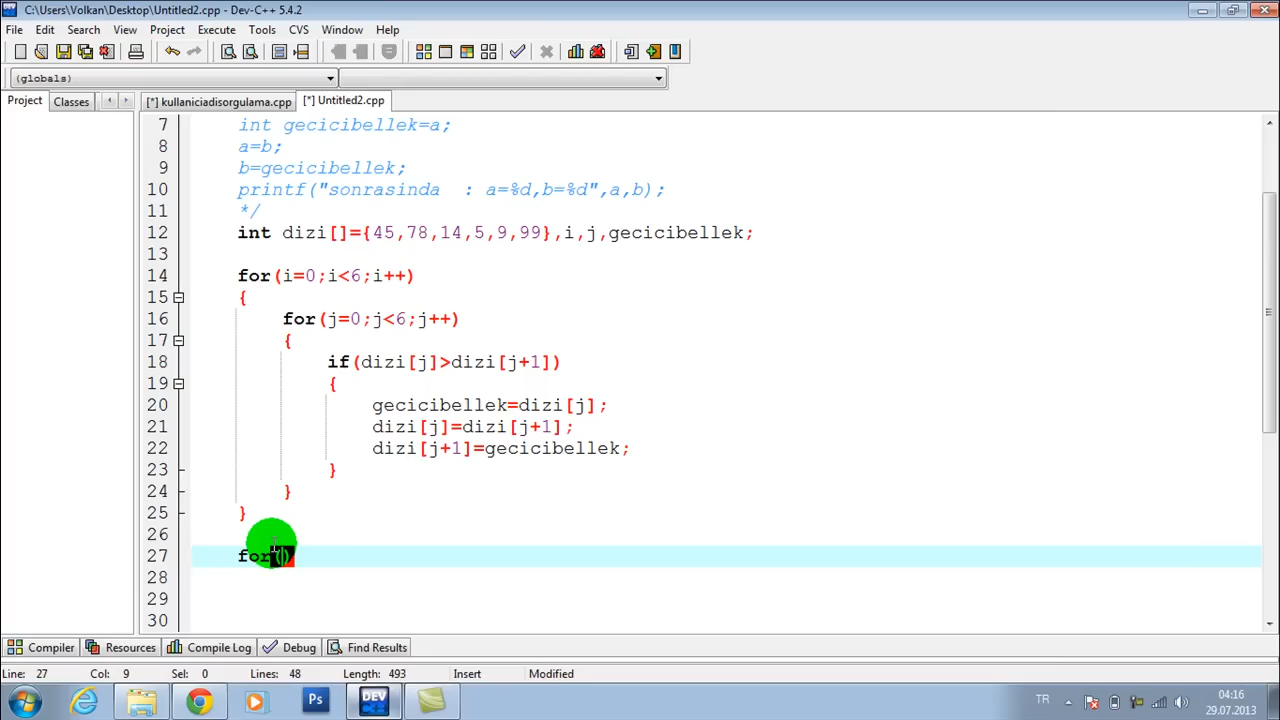 C:\Users\Volkan\Desktop\Untitled2.cpp - Dev-C++ 5.4.2
File Edit Search View Project Execute Tools CVS Window Help
(globals)
Project Classes [*] kullaniciadisorgulama.cpp [*] Untitled2.cpp
7 int gecicibellek=a;
8 a=b;
9 b=gecicibellek;
10 printf("sonrasinda : a=%d,b=%d",a,b);
11 */
12 int dizi[]={45,78,14,5,9,99},i,j,gecicibellek;
13
14 for(i=0;i<6;i++)
15 {
16 for(j=0;j<6;j++)
17 {
18 if(dizi[j]>dizi[j+1])
19 {
20 gecicibellek=dizi[j];
21 dizi[j]=dizi[j+1];
22 dizi[j+1]=gecicibellek;
23 }
24 }
25 }
26
27 for()
28
29
30
Compiler Resources Compile Log Debug Find Results
Line: 27 Col: 9 Sel: 0 Lines: 48 Length: 493 Insert Modified
Ps DEV C++ TR 04:16
29.07.2013